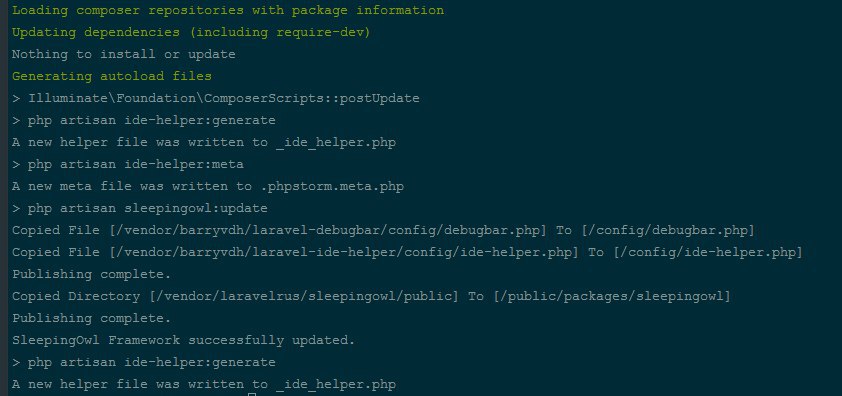 Loading composer repositories with package information
Updating dependencies (including require-dev)
Nothing to install or update
Generating autoload files
> Illuminate\Foundation\ComposerScripts::postUpdate
> php artisan ide-helper:generate
A new helper file was written to _ide_helper.php
> php artisan ide-helper:meta
A new meta file was written to .phpstorm.meta.php
> php artisan sleepingowl:update
Copied File [/vendor/barryvdh/laravel-debugbar/config/debugbar.php] To [/config/debugbar.php]
Copied File [/vendor/barryvdh/laravel-ide-helper/config/ide-helper.php] To [/config/ide-helper.php]
Publishing complete.
Copied Directory [/vendor/laravelrus/sleepingowl/public] To [/public/packages/sleepingowl]
Publishing complete.
SleepingOwl Framework successfully updated.
> php artisan ide-helper:generate
A new helper file was written to _ide_helper.php